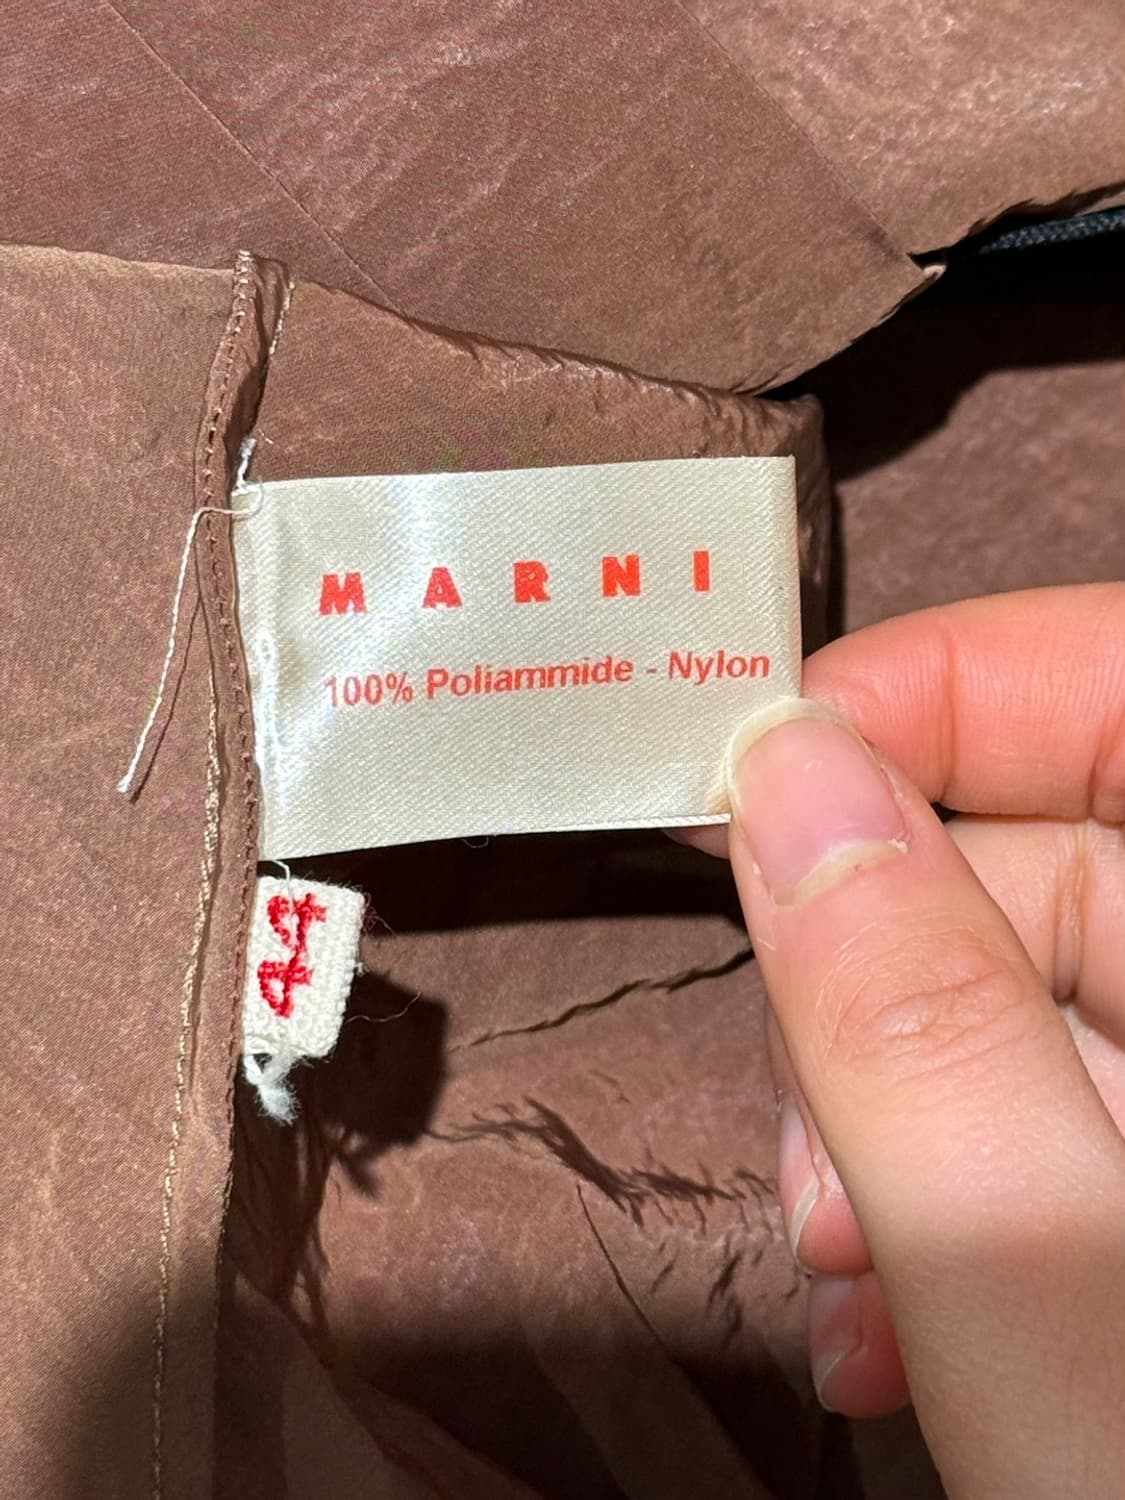 MARNI
100% Poliammide - Nylon